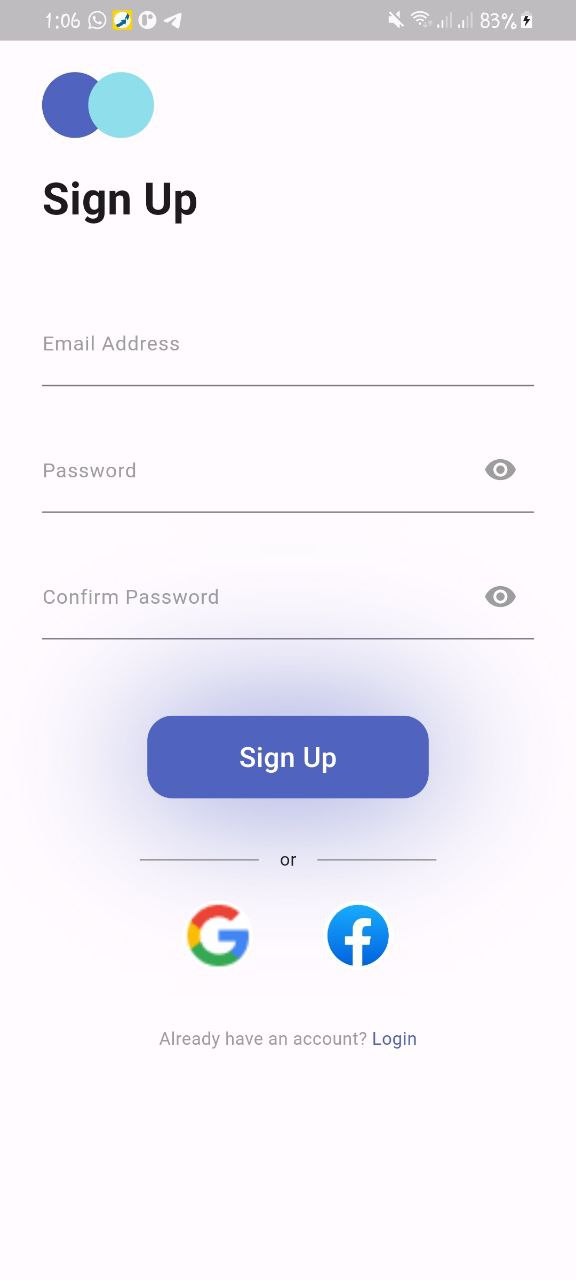 1:06 83%
Sign Up
Email Address
Password
Confirm Password
Sign Up
or
Already have an account? Login